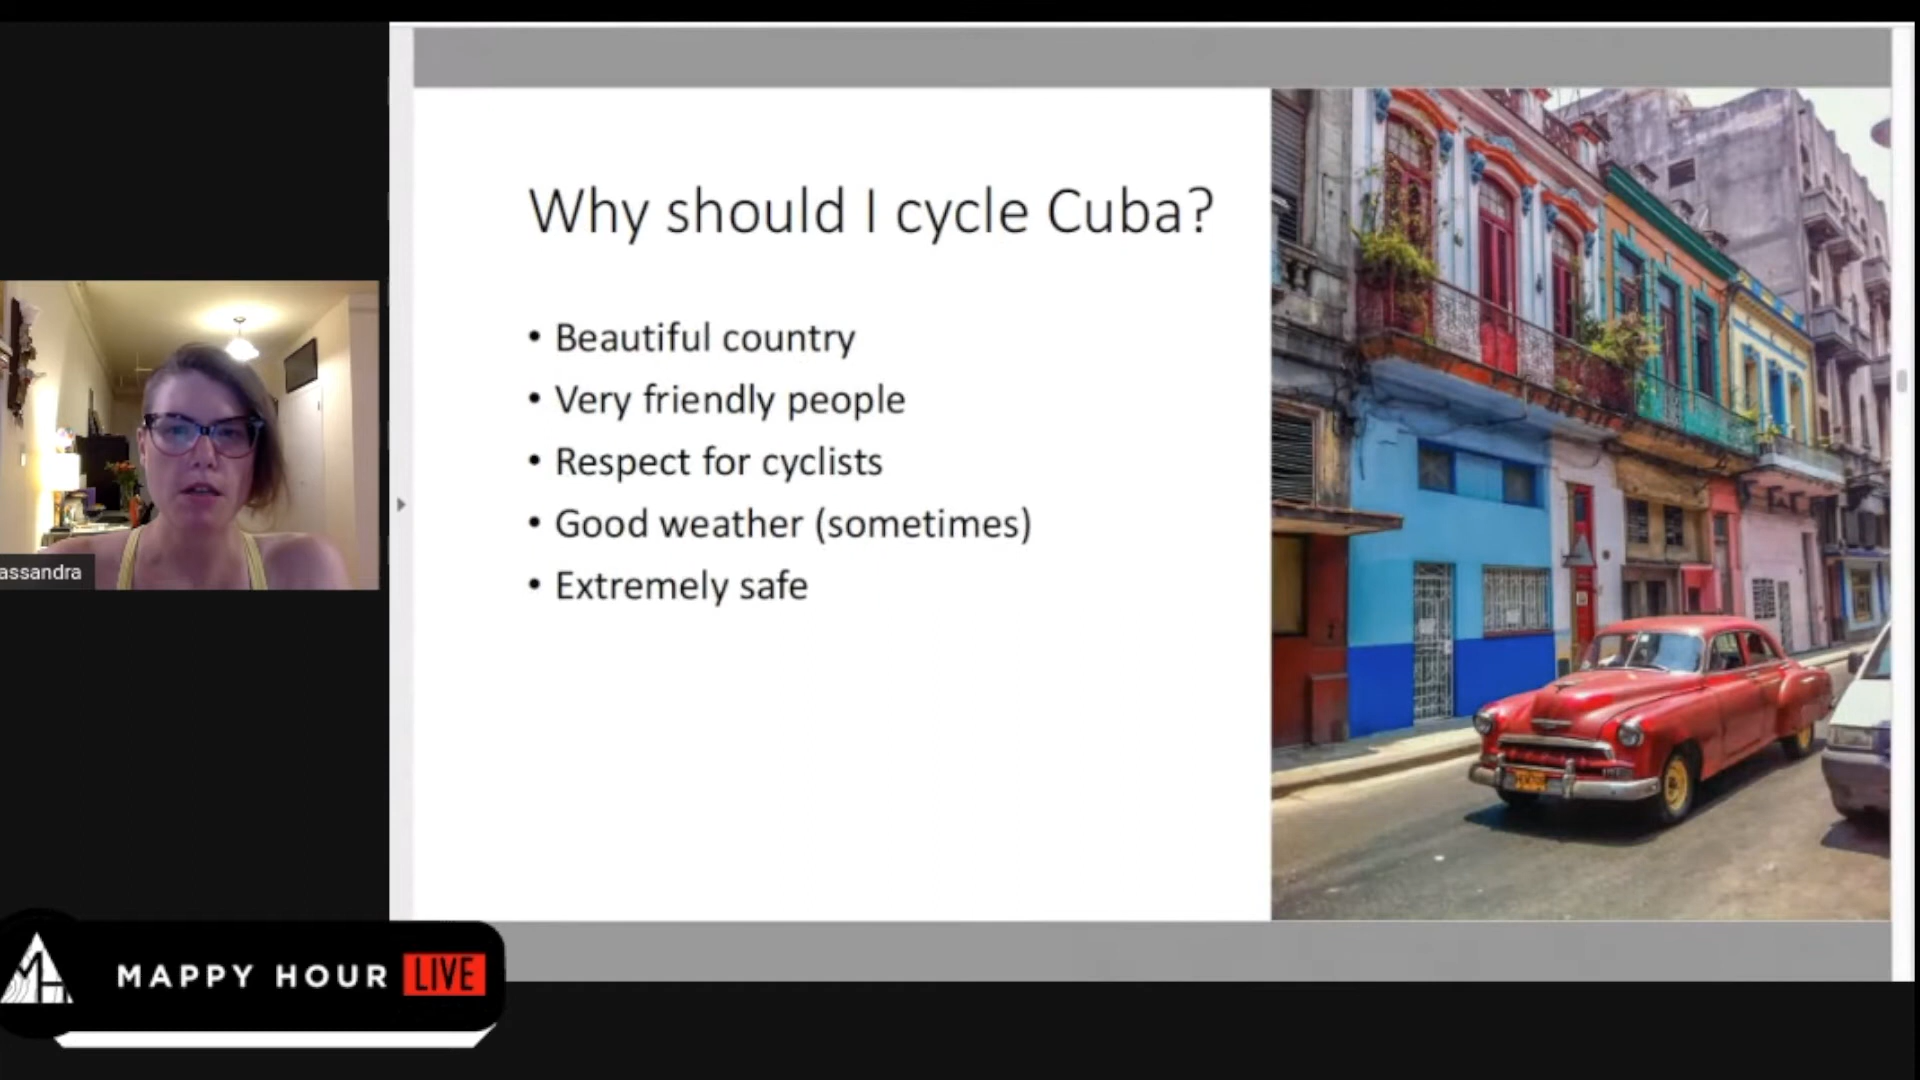 Why should I cycle Cuba?
• Beautiful country
• Very friendly people
• Respect for cyclists
• Good weather (sometimes)
• Extremely safe
assandra
MAPPY HOUR LIVE